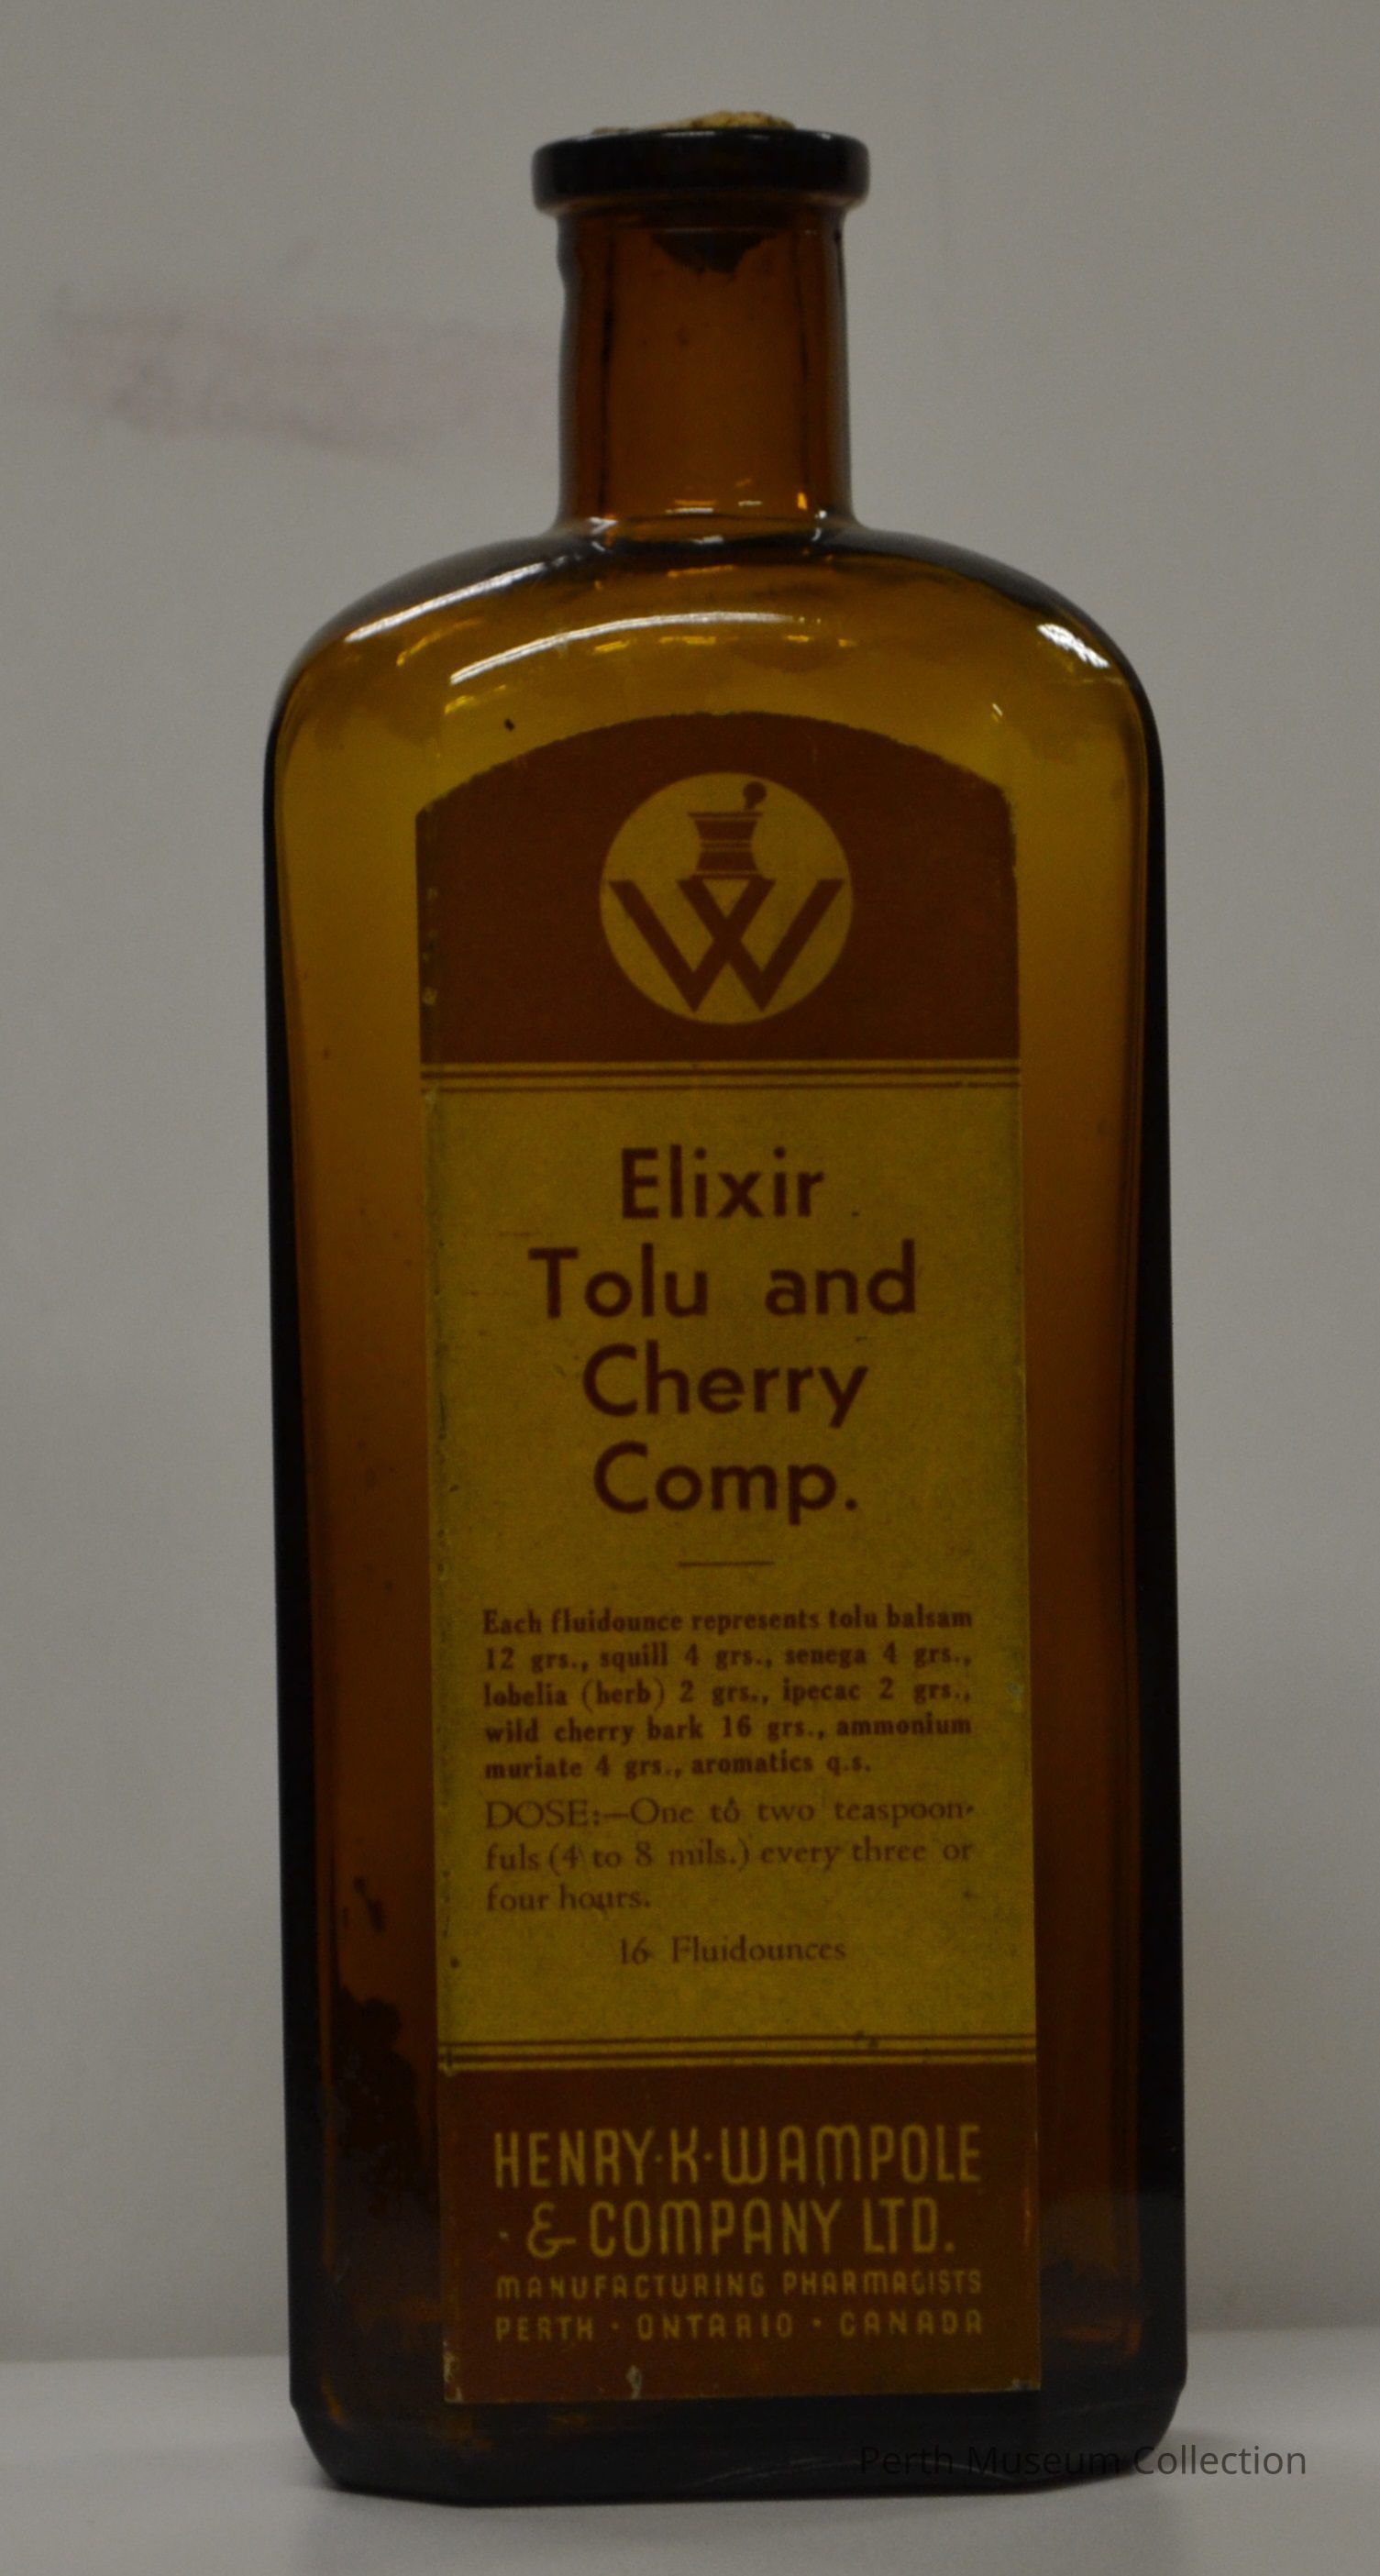 W
Elixir
Tolu and
Cherry
Comp.
Each fluidounce represents tolu balsam
12 grs., squill 4 grs., senega 4 grs.,
lobelia (herb) 2 grs., ipecac 2 grs.,
wild cherry bark 16 grs., ammonium
muriate 4 grs., aromatics q.s.
DOSE:—One to two teaspoon-
fuls (4 to 8 mils.) every three or
four hours.
16 Fluidounces
HENRY·K·WAMPOLE
& COMPANY LTD.
MANUFACTURING PHARMACISTS
PERTH · ONTARIO · CANADA
Perth Museum Collection